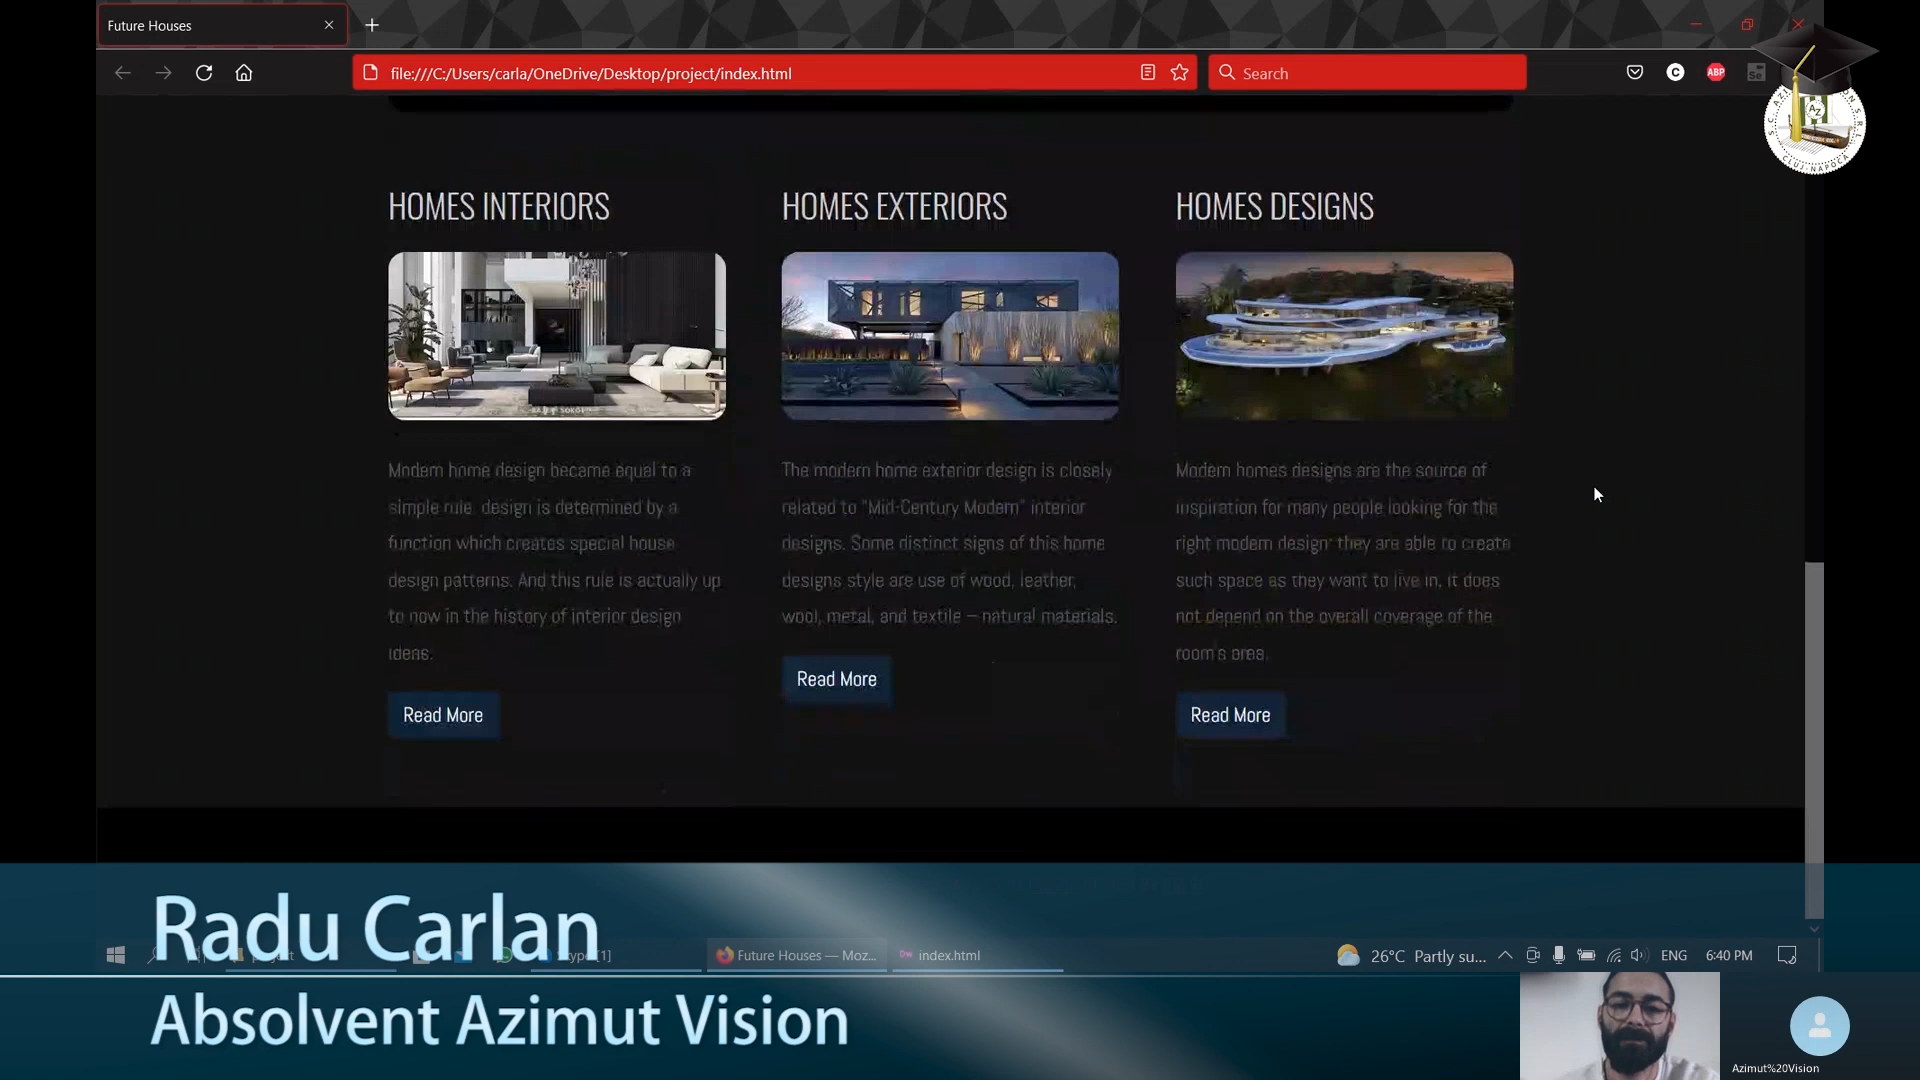 Future Houses
file:///C:/Users/carla/OneDrive/Desktop/project/index.html
Search
ABP
Se
HOMES INTERIORS
HOMES EXTERIORS
HOMES DESIGNS
Modern home design became equal to a
simple rule design is determined by a
function which creates special house
design patterns. And this rule is actually up
to now in the history of interior design
ideas.
Read More
The modern home exterior design is closely
related to "Mid-Century Modern" interior
designs. Some distinct signs of this home
designs style are use of wood, leather,
wool, metal, and textile – natural materials.
Read More
Modern homes designs are the source of
inspiration for many people looking for the
right modern design they are able to create
such space as they want to live in, it does
not depend on the overall coverage of the
room's area.
Read More
Radu Carlan
Absolvent Azimut Vision
Future Houses — Moz...
Dw index.html
26°C Partly su...
ENG
6:40 PM
Azimut%20Vision
CLUJ-NAPOCA